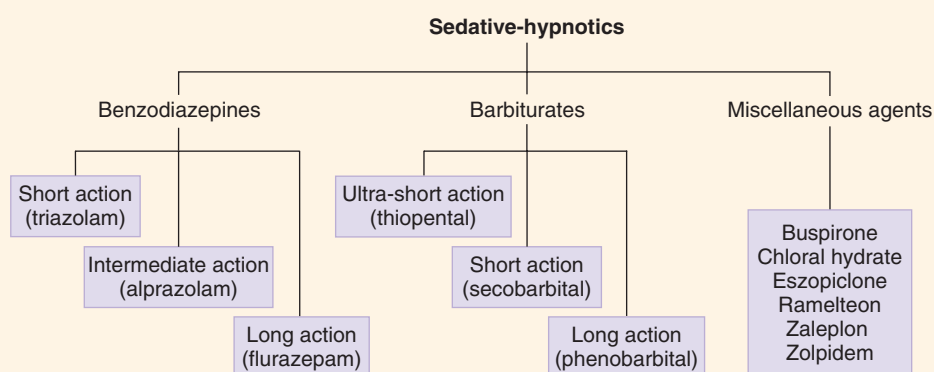 Sedative-hypnotics
Benzodiazepines
Barbiturates
Miscellaneous agents
Short action
(triazolam)
Intermediate action
(alprazolam)
Long action
(flurazepam)
Ultra-short action
(thiopental)
Short action
(secobarbital)
Long action
(phenobarbital)
Buspirone
Chloral hydrate
Eszopiclone
Ramelteon
Zaleplon
Zolpidem